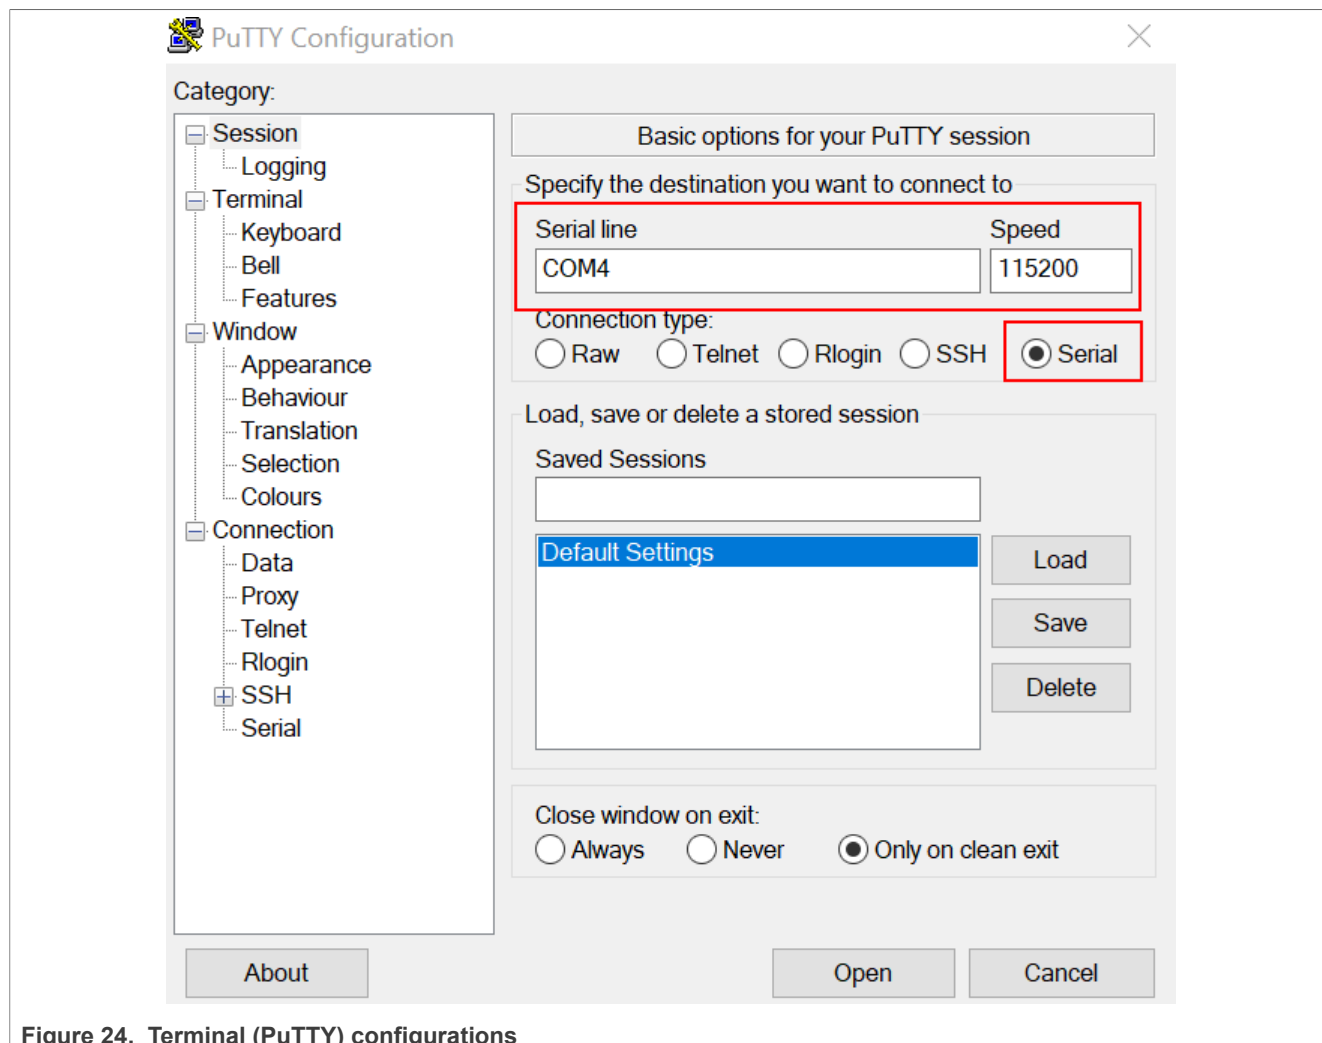 PuTTY Configuration
Category:
Session
Logging
Terminal
Keyboard
Bell
Features
Window
Appearance
Behaviour
Translation
Selection
Colours
Connection
Data
Proxy
Telnet
Rlogin
SSH
Serial
Basic options for your PuTTY session
Specify the destination you want to connect to
Serial line Speed
COM4 115200
Connection type:
Raw Telnet Rlogin SSH Serial
Load, save or delete a stored session
Saved Sessions
Default Settings
Load
Save
Delete
Close window on exit:
Always Never Only on clean exit
About Open Cancel
Figure 24. Terminal (PuTTY) configurations